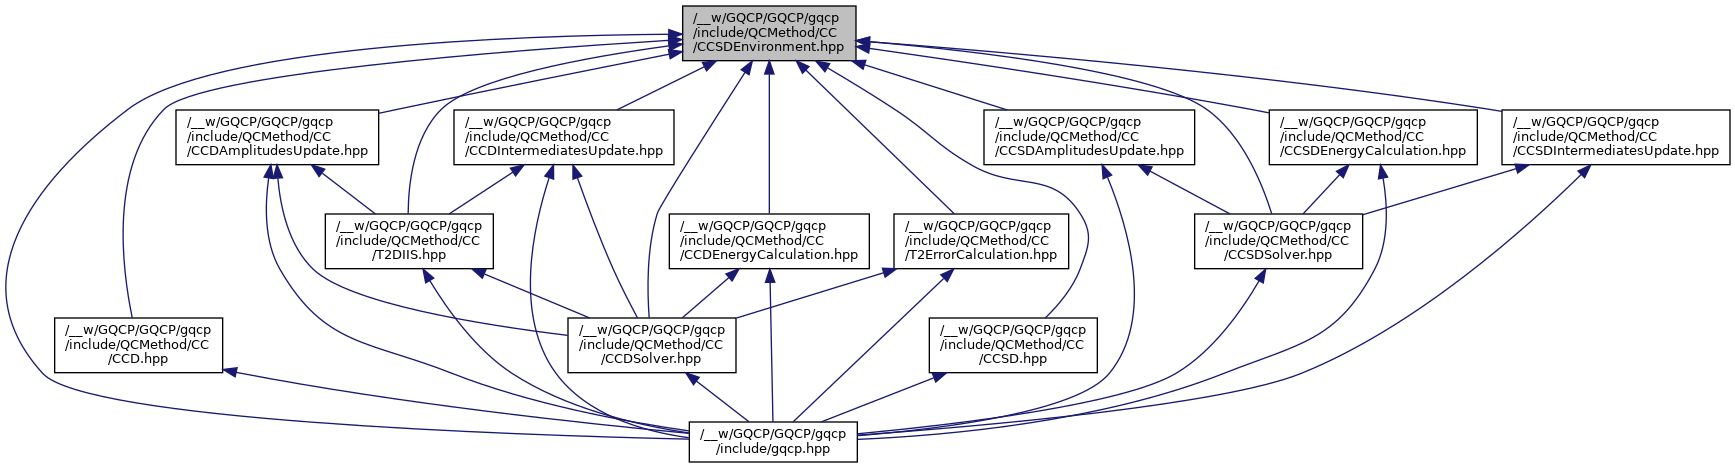 /__w/GQCP/GQCP/gqcp
/include/QCMethod/CC
/CCSDEnvironment.hpp
/__w/GQCP/GQCP/gqcp
/include/QCMethod/CC
/CCDAmplitudesUpdate.hpp
/__w/GQCP/GQCP/gqcp
/include/QCMethod/CC
/CCDIntermediatesUpdate.hpp
/__w/GQCP/GQCP/gqcp
/include/QCMethod/CC
/CCSDAmplitudesUpdate.hpp
/__w/GQCP/GQCP/gqcp
/include/QCMethod/CC
/CCSDEnergyCalculation.hpp
/__w/GQCP/GQCP/gqcp
/include/QCMethod/CC
/CCSDIntermediatesUpdate.hpp
/__w/GQCP/GQCP/gqcp
/include/QCMethod/CC
/T2DIIS.hpp
/__w/GQCP/GQCP/gqcp
/include/QCMethod/CC
/CCDEnergyCalculation.hpp
/__w/GQCP/GQCP/gqcp
/include/QCMethod/CC
/T2ErrorCalculation.hpp
/__w/GQCP/GQCP/gqcp
/include/QCMethod/CC
/CCSDSolver.hpp
/__w/GQCP/GQCP/gqcp
/include/QCMethod/CC
/CCD.hpp
/__w/GQCP/GQCP/gqcp
/include/QCMethod/CC
/CCDSolver.hpp
/__w/GQCP/GQCP/gqcp
/include/QCMethod/CC
/CCSD.hpp
/__w/GQCP/GQCP/gqcp
/include/gqcp.hpp